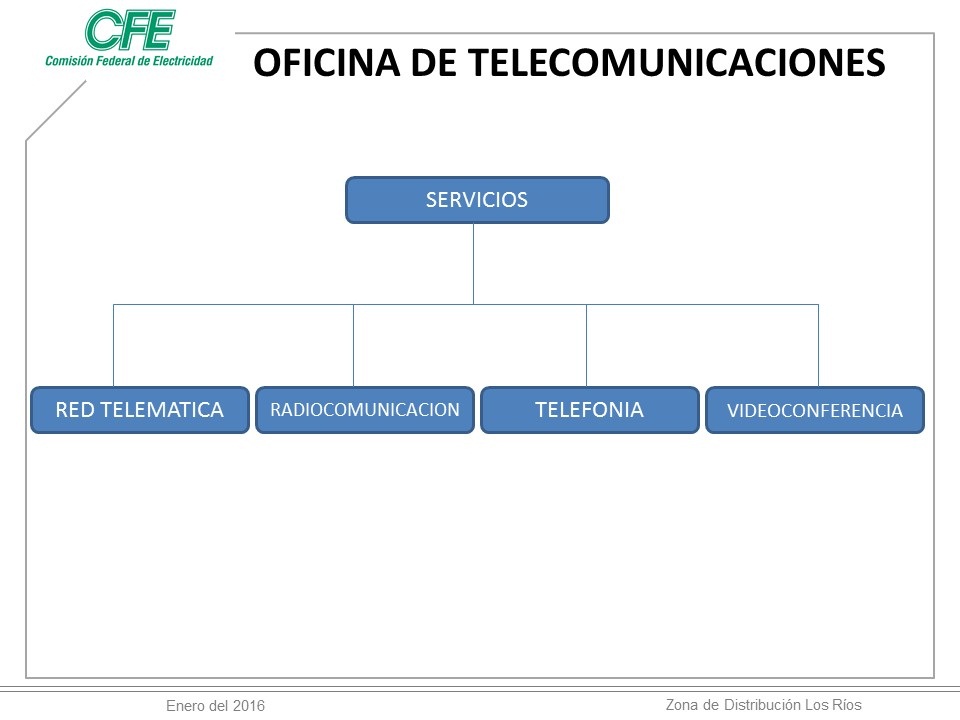 CFE
Comisión Federal de Electricidad
OFICINA DE TELECOMUNICACIONES
SERVICIOS
RED TELEMATICA
RADIOCOMUNICACION
TELEFONIA
VIDEOCONFERENCIA
Enero del 2016
Zona de Distribución Los Ríos